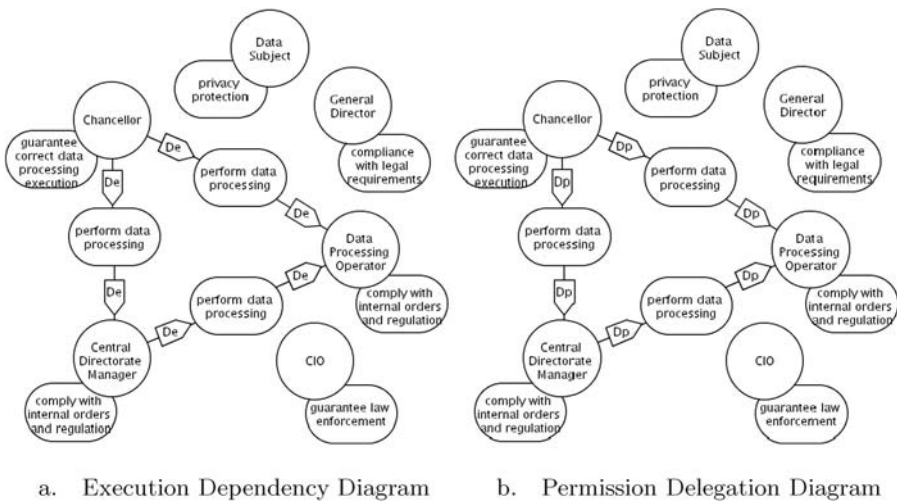 Data
Subject
privacy
protection
General
Director
compliance
with legal
requirements
Chancellor
guarantee
correct data
processing
execution
De
De
perform data
processing
De
perform data
processing
De
Data
Processing
Operator
comply with
internal orders
and regulation
De
perform data
processing
De
Central
Directorate
Manager
comply with
internal orders
and regulation
CIO
guarantee law
enforcement
a. Execution Dependency Diagram
Data
Subject
privacy
protection
General
Director
compliance
with legal
requirements
Chancellor
guarantee
correct data
processing
execution
Dp
Dp
perform data
processing
Dp
perform data
processing
Dp
Data
Processing
Operator
comply with
internal orders
and regulation
Dp
perform data
processing
Dp
Central
Directorate
Manager
comply with
internal orders
and regulation
CIO
guarantee law
enforcement
b. Permission Delegation Diagram